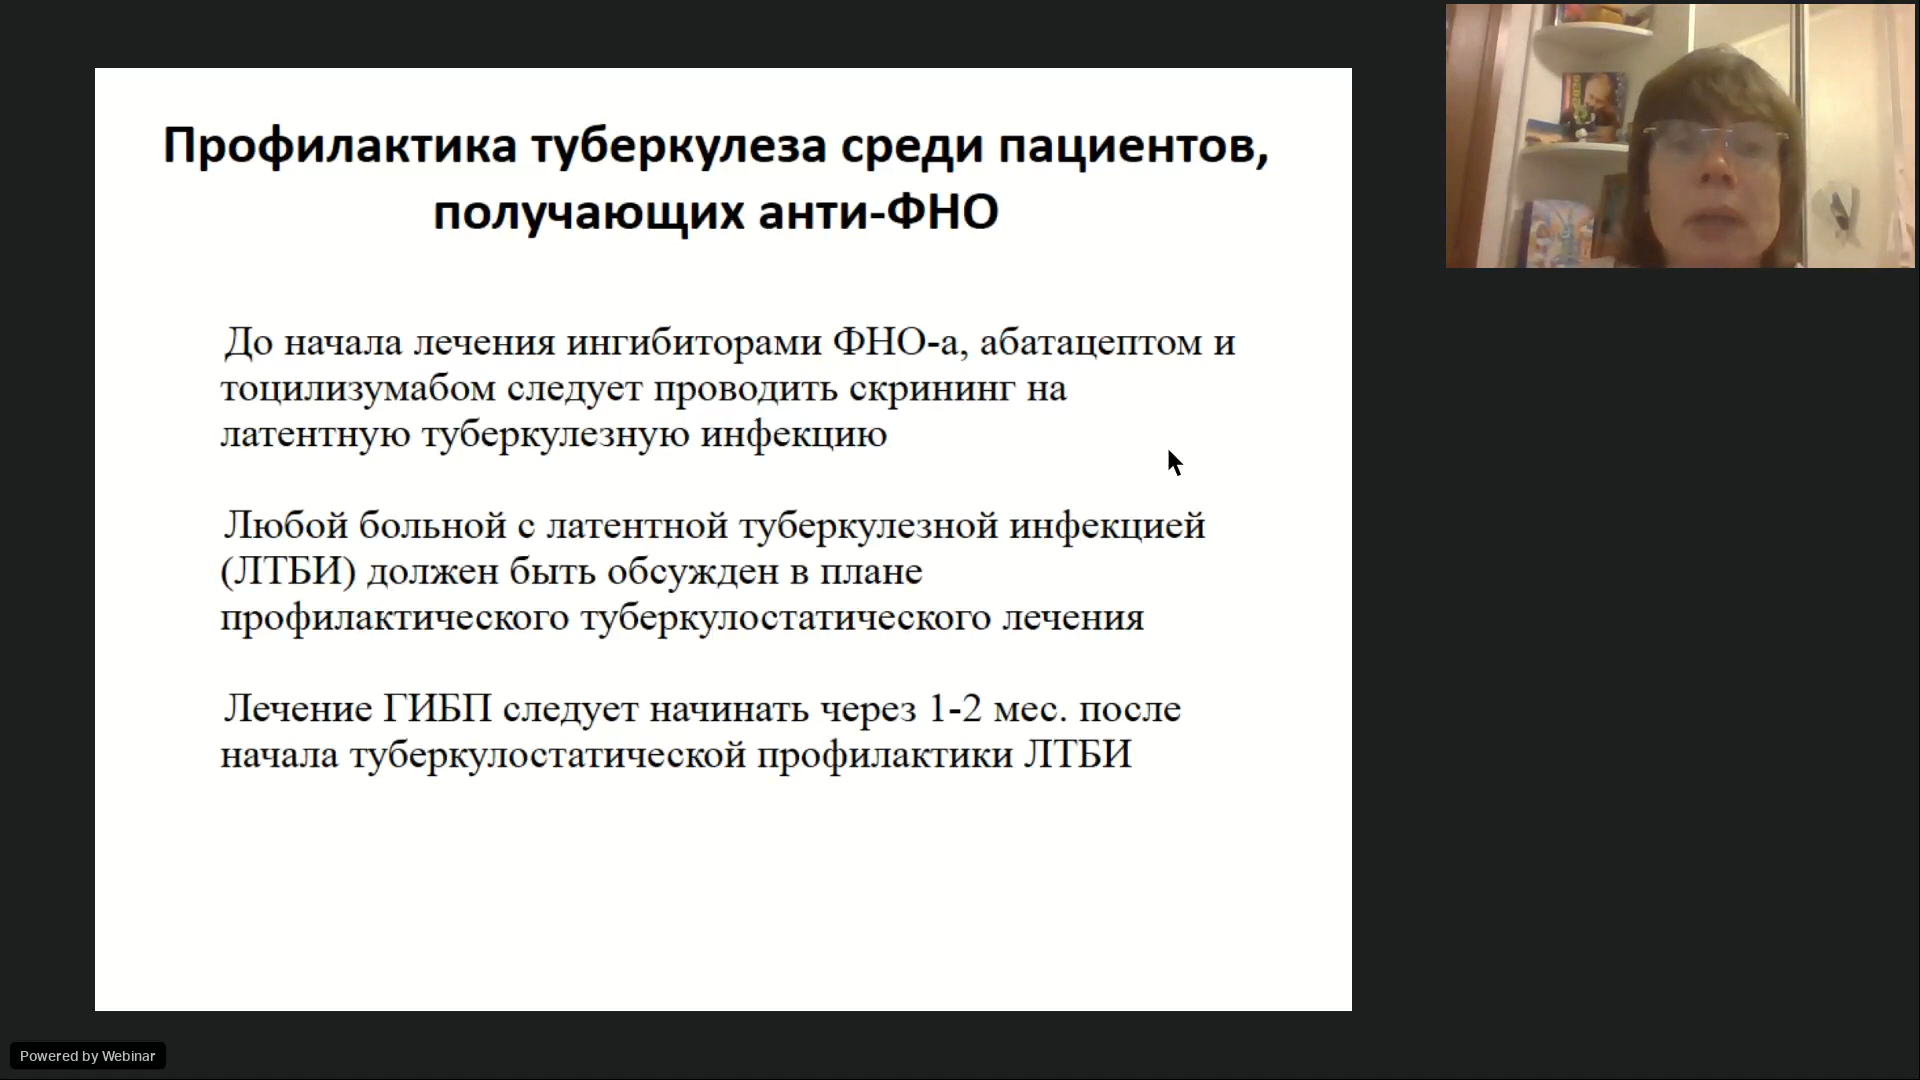 Профилактика туберкулеза среди пациентов,
получающих анти-ФНО
До начала лечения ингибиторами ФНО-а, абатацептом и
тоцилизумабом следует проводить скрининг на
латентную туберкулезную инфекцию
Любой больной с латентной туберкулезной инфекцией
(ЛТБИ) должен быть обсужден в плане
профилактического туберкулостатического лечения
Лечение ГИБП следует начинать через 1-2 мес. после
начала туберкулостатической профилактики ЛТБИ
Powered by Webinar